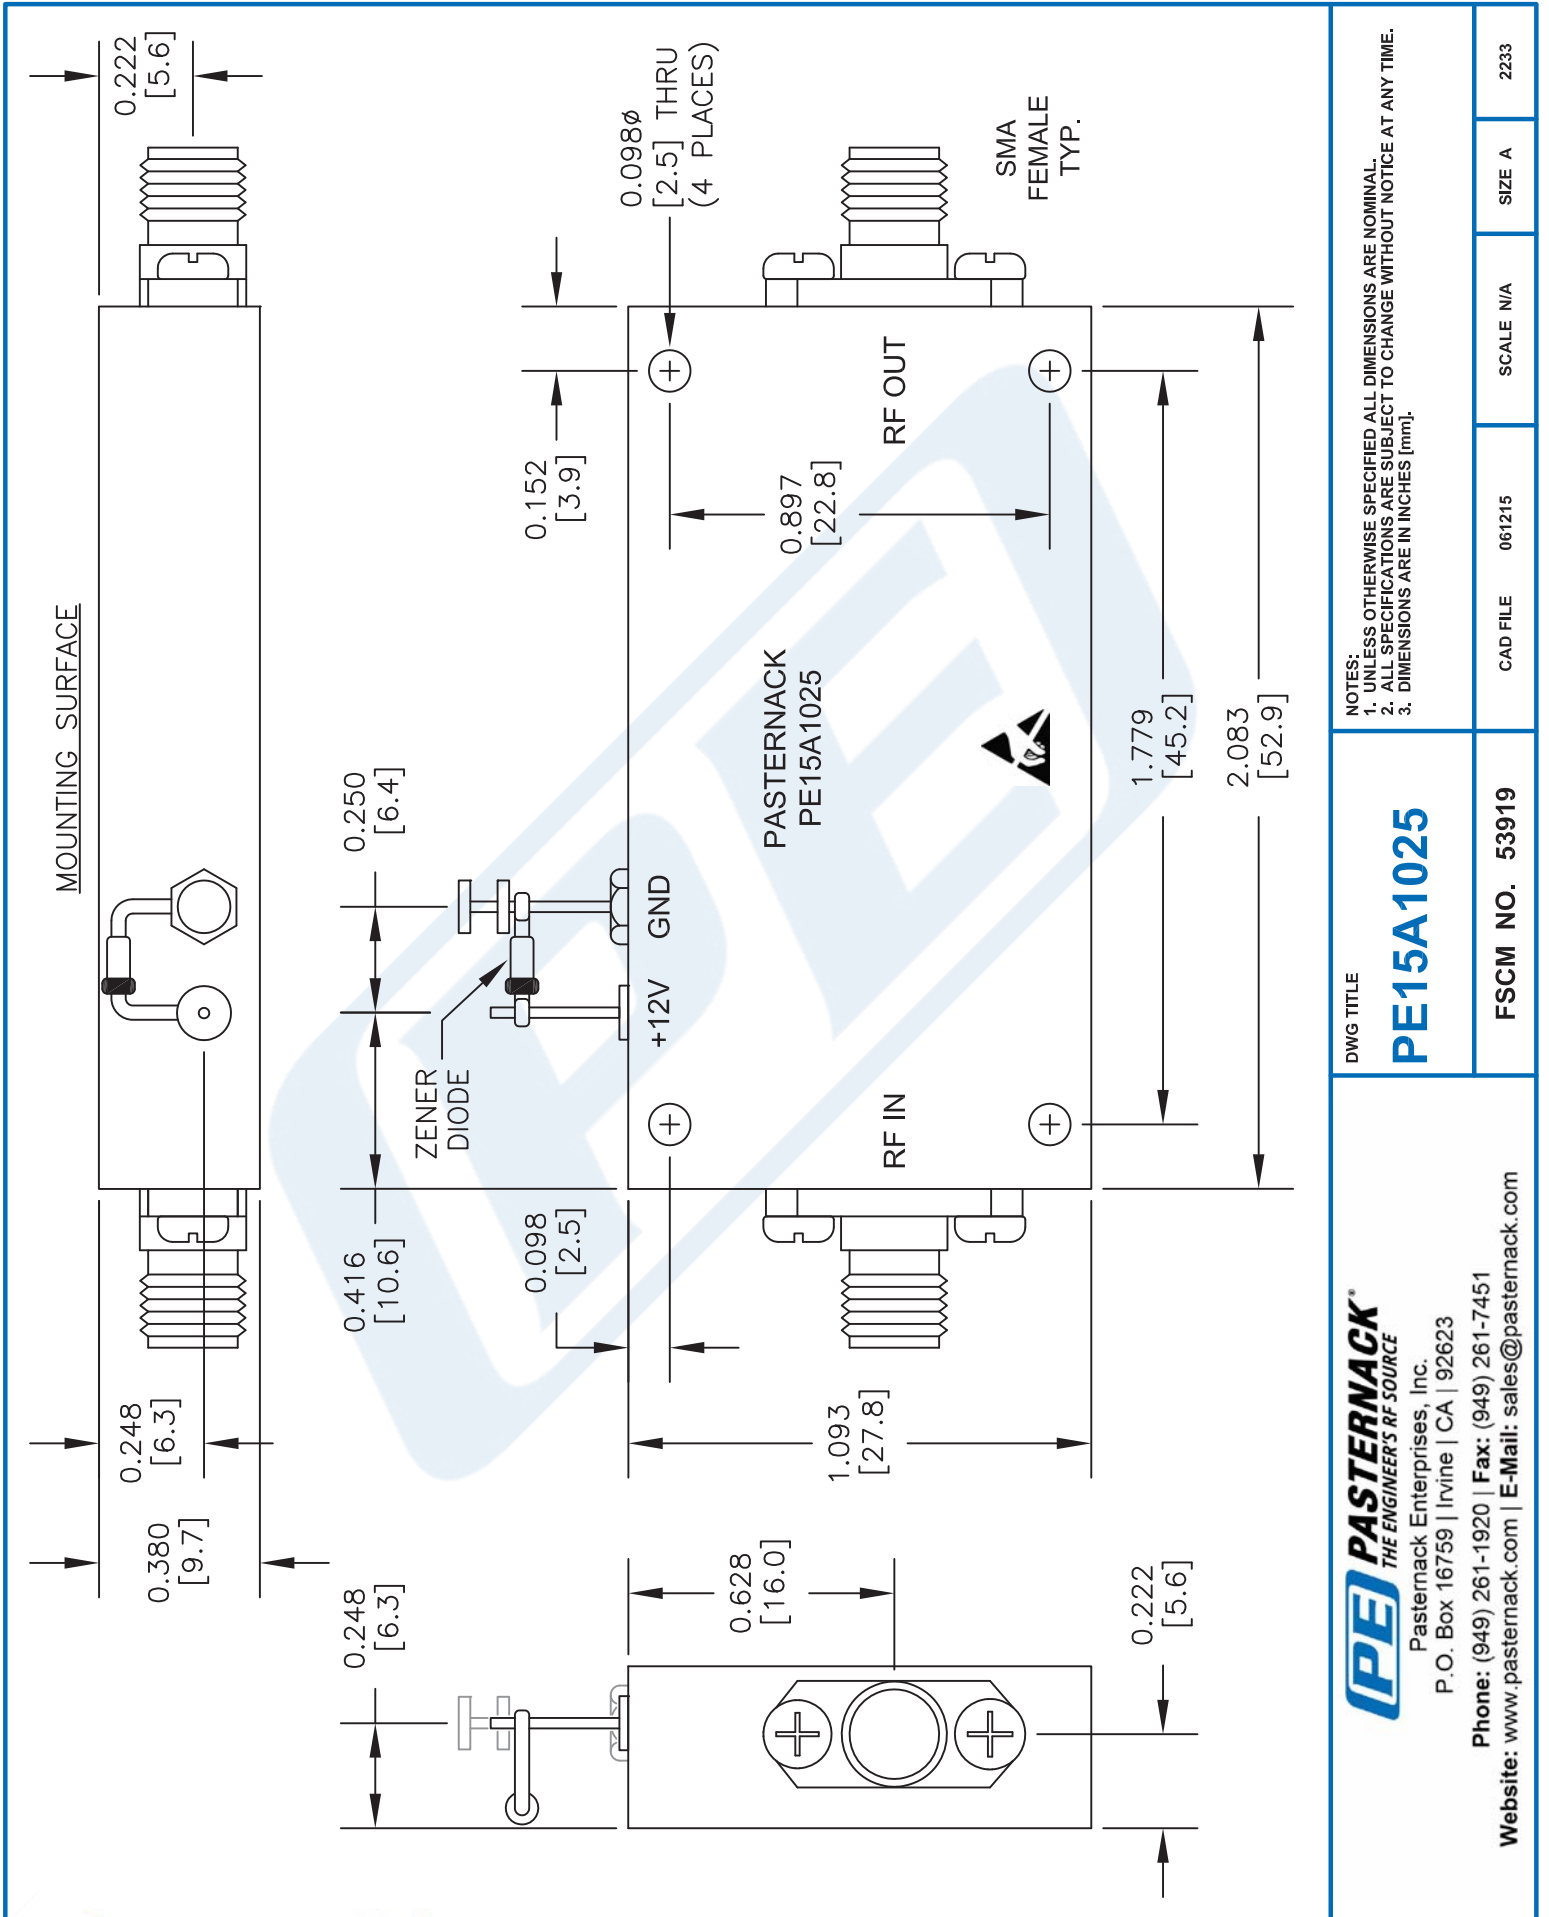 MOUNTING SURFACE
0.222
[5.6]
0.248
[6.3]
0.380
[9.7]
0.250
[6.4]
0.416
[10.6]
ZENER
DIODE
0.152
[3.9]
0.098ø
[2.5] THRU
(4 PLACES)
0.098
[2.5]
+12V
GND
PASTERNACK
PE15A1025
RF IN
RF OUT
0.897
[22.8]
SMA
FEMALE
TYP.
1.779
[45.2]
2.083
[52.9]
1.093
[27.8]
0.248
[6.3]
0.628
[16.0]
0.222
[5.6]
PE
PE PASTERNACK®
THE ENGINEER'S RF SOURCE
Pasternack Enterprises, Inc.
P.O. Box 16759 | Irvine | CA | 92623
Phone: (949) 261-1920 | Fax: (949) 261-7451
Website: www.pasternack.com | E-Mail: sales@pasternack.com
DWG TITLE
PE15A1025
FSCM NO. 53919
NOTES:
1. UNLESS OTHERWISE SPECIFIED ALL DIMENSIONS ARE NOMINAL.
2. ALL SPECIFICATIONS ARE SUBJECT TO CHANGE WITHOUT NOTICE AT ANY TIME.
3. DIMENSIONS ARE IN INCHES [mm].
CAD FILE 061215
SCALE N/A
SIZE A
2233